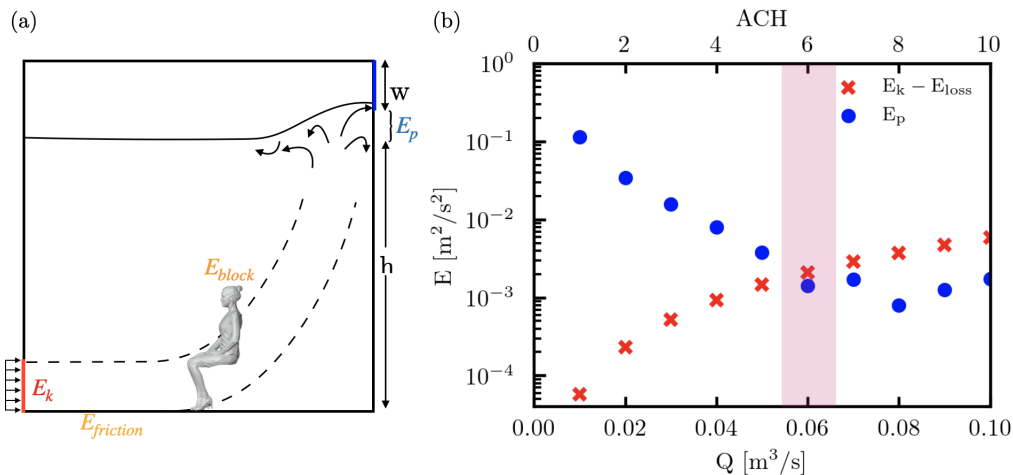 (a)
w
E_p
h
E_block
E_k
E_friction
(b)
ACH
0 2 4 6 8 10
10^0
10^-1
10^-2
10^-3
10^-4
E [m^2/s^2]
E_k − E_loss
E_p
0.00 0.02 0.04 0.06 0.08 0.10
Q [m^3/s]